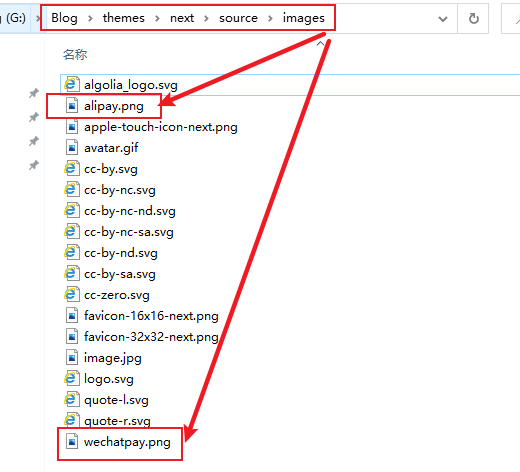 (G:) > Blog > themes > next > source > images
名称
algolia_logo.svg
alipay.png
apple-touch-icon-next.png
avatar.gif
cc-by.svg
cc-by-nc.svg
cc-by-nc-nd.svg
cc-by-nc-sa.svg
cc-by-nd.svg
cc-by-sa.svg
cc-zero.svg
favicon-16x16-next.png
favicon-32x32-next.png
image.jpg
logo.svg
quote-l.svg
quote-r.svg
wechatpay.png